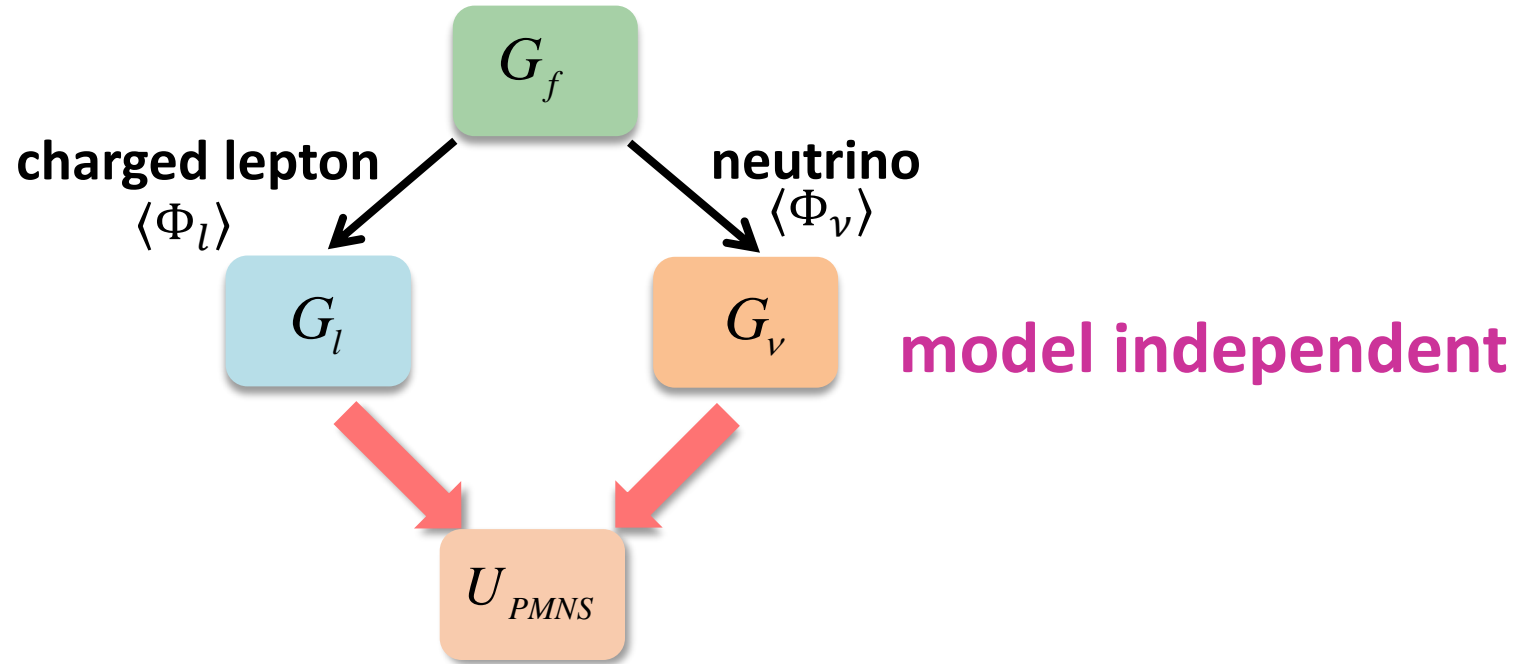 G_f
charged lepton
⟨Φ_l⟩
neutrino
⟨Φ_ν⟩
G_l
G_ν
model independent
U_PMNS